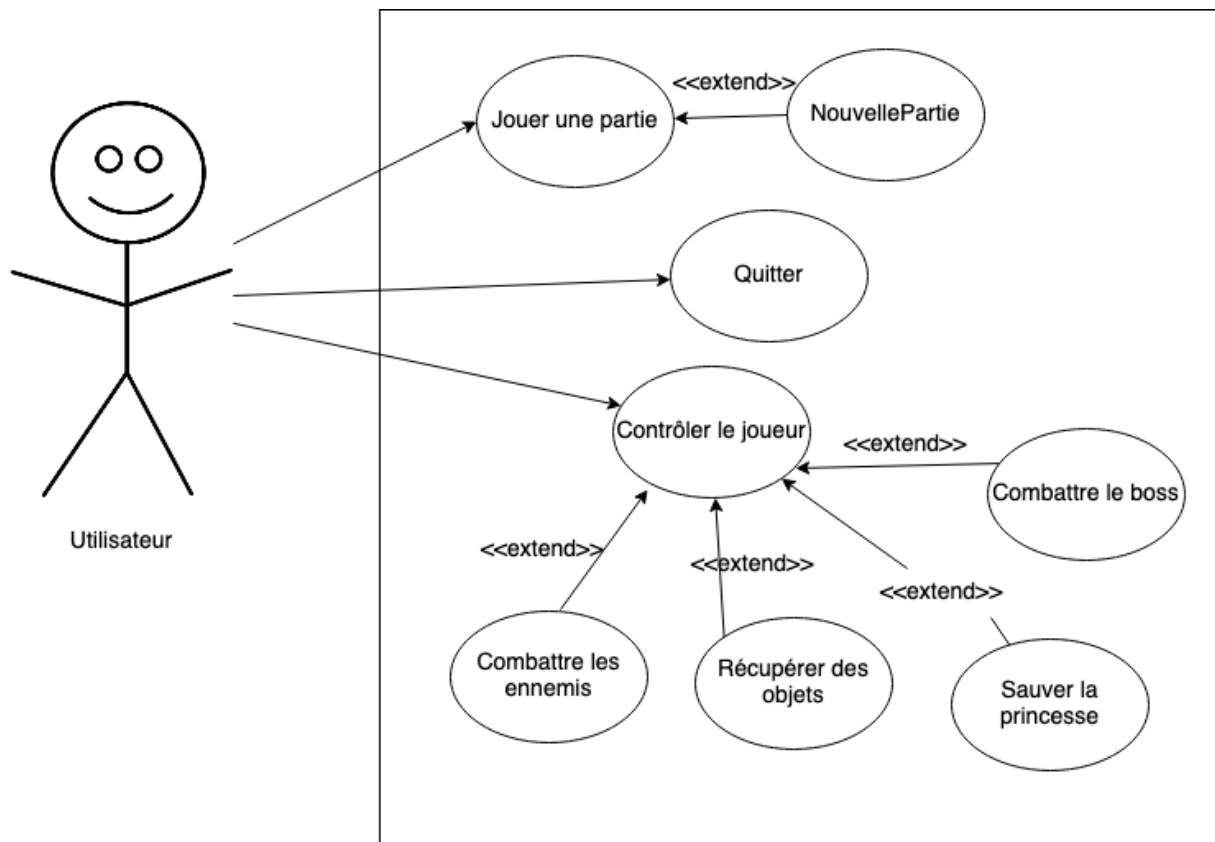 <<extend>>
Jouer une partie
NouvellePartie
Quitter
Contrôler le joueur
<<extend>>
Combattre le boss
Utilisateur
<<extend>>
<<extend>>
<<extend>>
Combattre les
ennemis
Récupérer des
objets
Sauver la
princesse